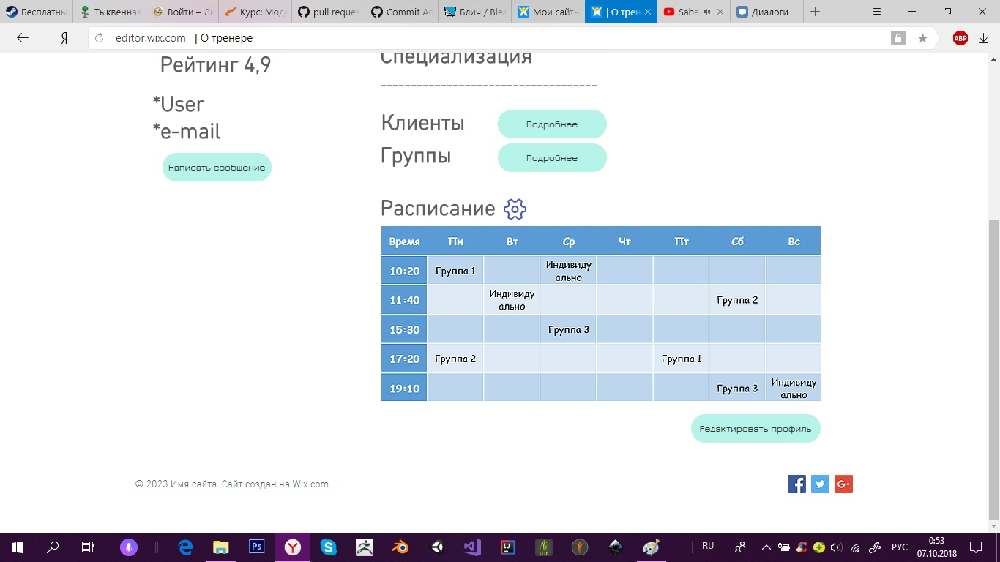 Бесплатны
Тыквенная
Войти – Ли
Курс: Мод
pull reques
Commit Ac
Блич / Blea
Мои сайты
| О трен
Saba
Диалоги
editor.wix.com | О тренере
ABP
Рейтинг 4,9
*User
*e-mail
Написать сообщение
Специализация
------------------------------------
Клиенты
Подробнее
Группы
Подробнее
Расписание
Время Пн Вт Ср Чт Пт Сб Вс
10:20 Группа 1 Индивиду
ально
11:40 Индивиду
ально Группа 2
15:30 Группа 3
17:20 Группа 2 Группа 1
19:10 Группа 3 Индивиду
ально
Редактировать профиль
© 2023 Имя сайта. Сайт создан на Wix.com
RU
РУС
0:53
07.10.2018